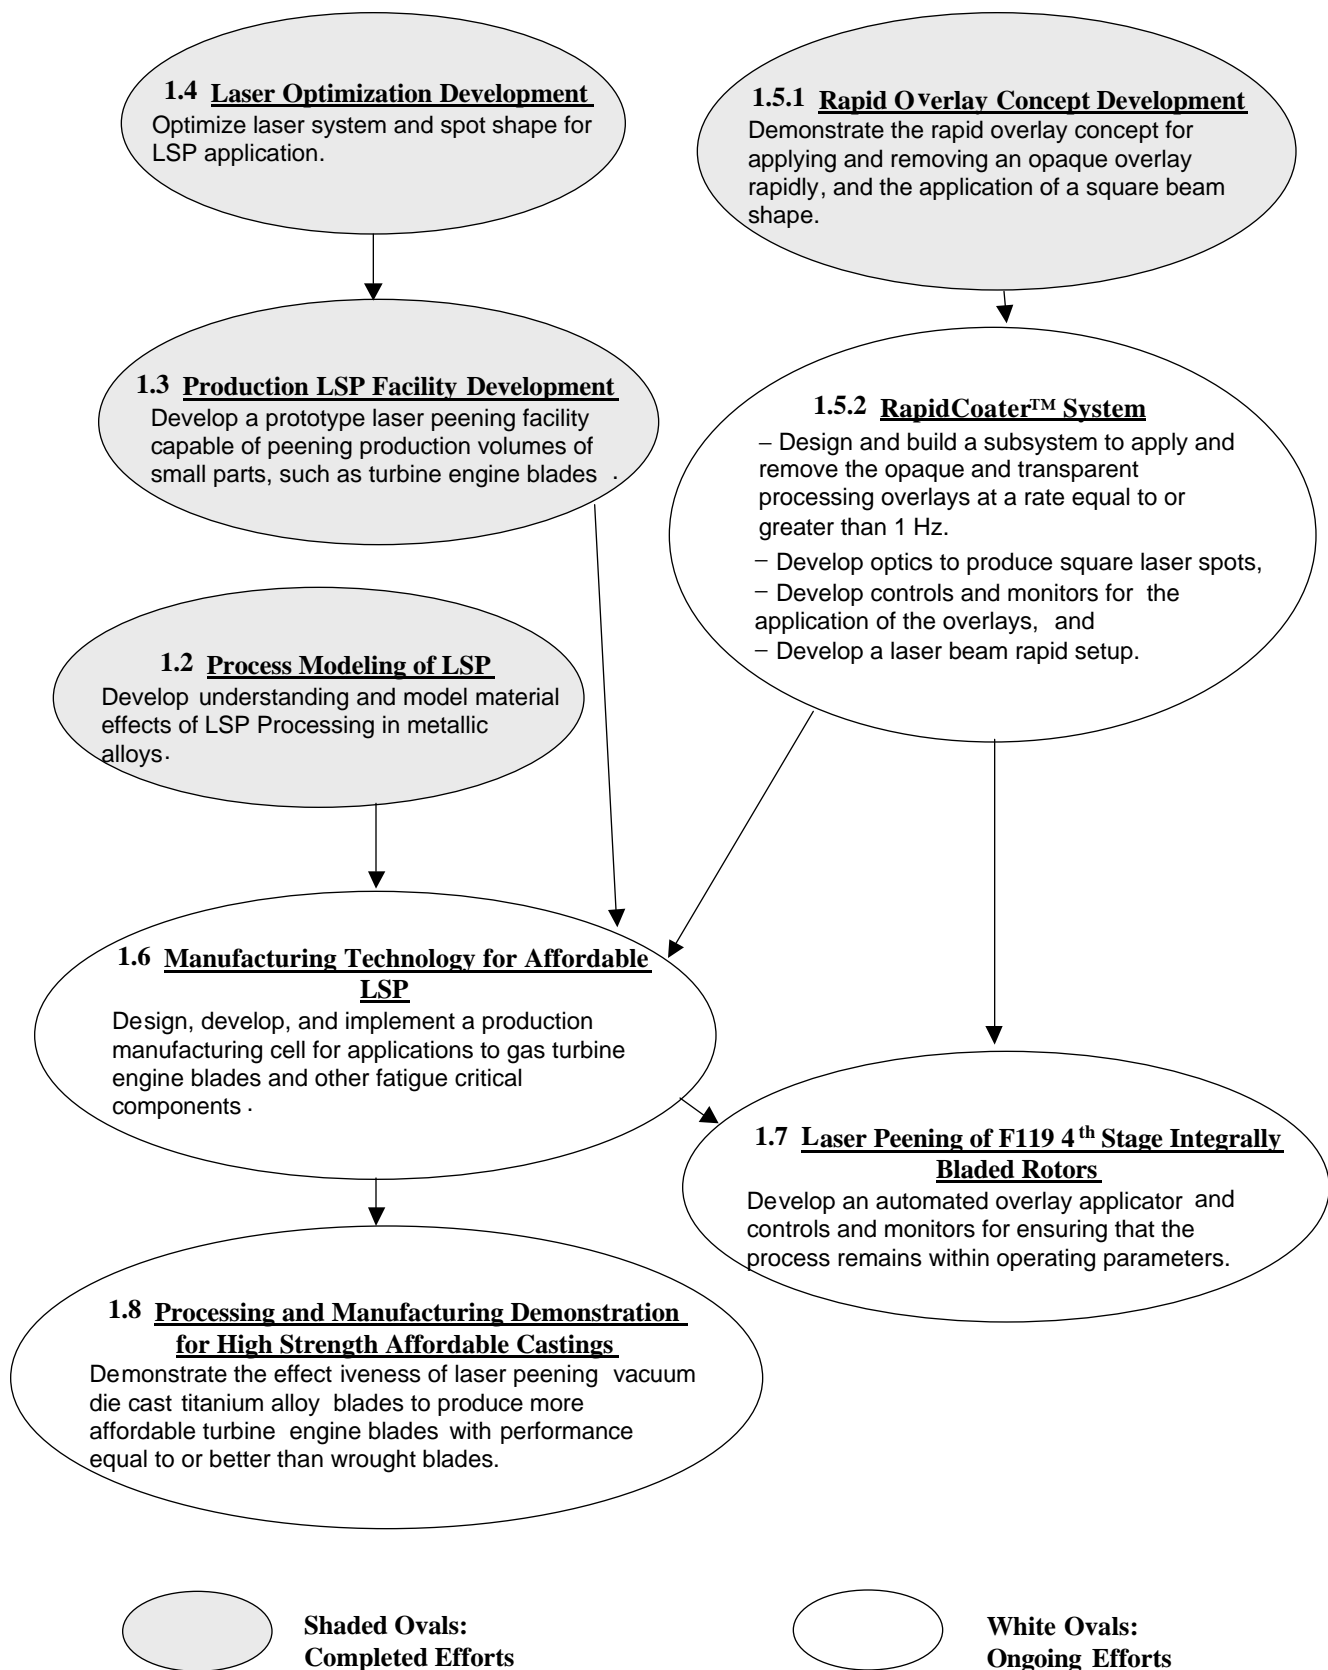 1.4 Laser Optimization Development
Optimize laser system and spot shape for
LSP application.
1.5.1 Rapid Overlay Concept Development
Demonstrate the rapid overlay concept for
applying and removing an opaque overlay
rapidly, and the application of a square beam
shape.
1.3 Production LSP Facility Development
Develop a prototype laser peening facility
capable of peening production volumes of
small parts, such as turbine engine blades .
1.5.2 RapidCoater™ System
– Design and build a subsystem to apply and
remove the opaque and transparent
processing overlays at a rate equal to or
greater than 1 Hz.
– Develop optics to produce square laser spots,
– Develop controls and monitors for the
application of the overlays, and
– Develop a laser beam rapid setup.
1.2 Process Modeling of LSP
Develop understanding and model material
effects of LSP Processing in metallic
alloys.
1.6 Manufacturing Technology for Affordable
LSP
Design, develop, and implement a production
manufacturing cell for applications to gas turbine
engine blades and other fatigue critical
components .
1.7 Laser Peening of F119 4th Stage Integrally
Bladed Rotors
Develop an automated overlay applicator and
controls and monitors for ensuring that the
process remains within operating parameters.
1.8 Processing and Manufacturing Demonstration
for High Strength Affordable Castings
Demonstrate the effect iveness of laser peening vacuum
die cast titanium alloy blades to produce more
affordable turbine engine blades with performance
equal to or better than wrought blades.
Shaded Ovals:
Completed Efforts
White Ovals:
Ongoing Efforts